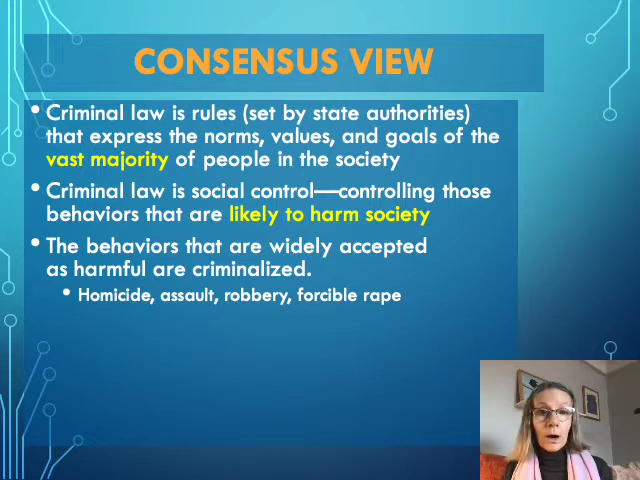 CONSENSUS VIEW
• Criminal law is rules (set by state authorities)
that express the norms, values, and goals of the
vast majority of people in the society
• Criminal law is social control—controlling those
behaviors that are likely to harm society
• The behaviors that are widely accepted
as harmful are criminalized.
• Homicide, assault, robbery, forcible rape